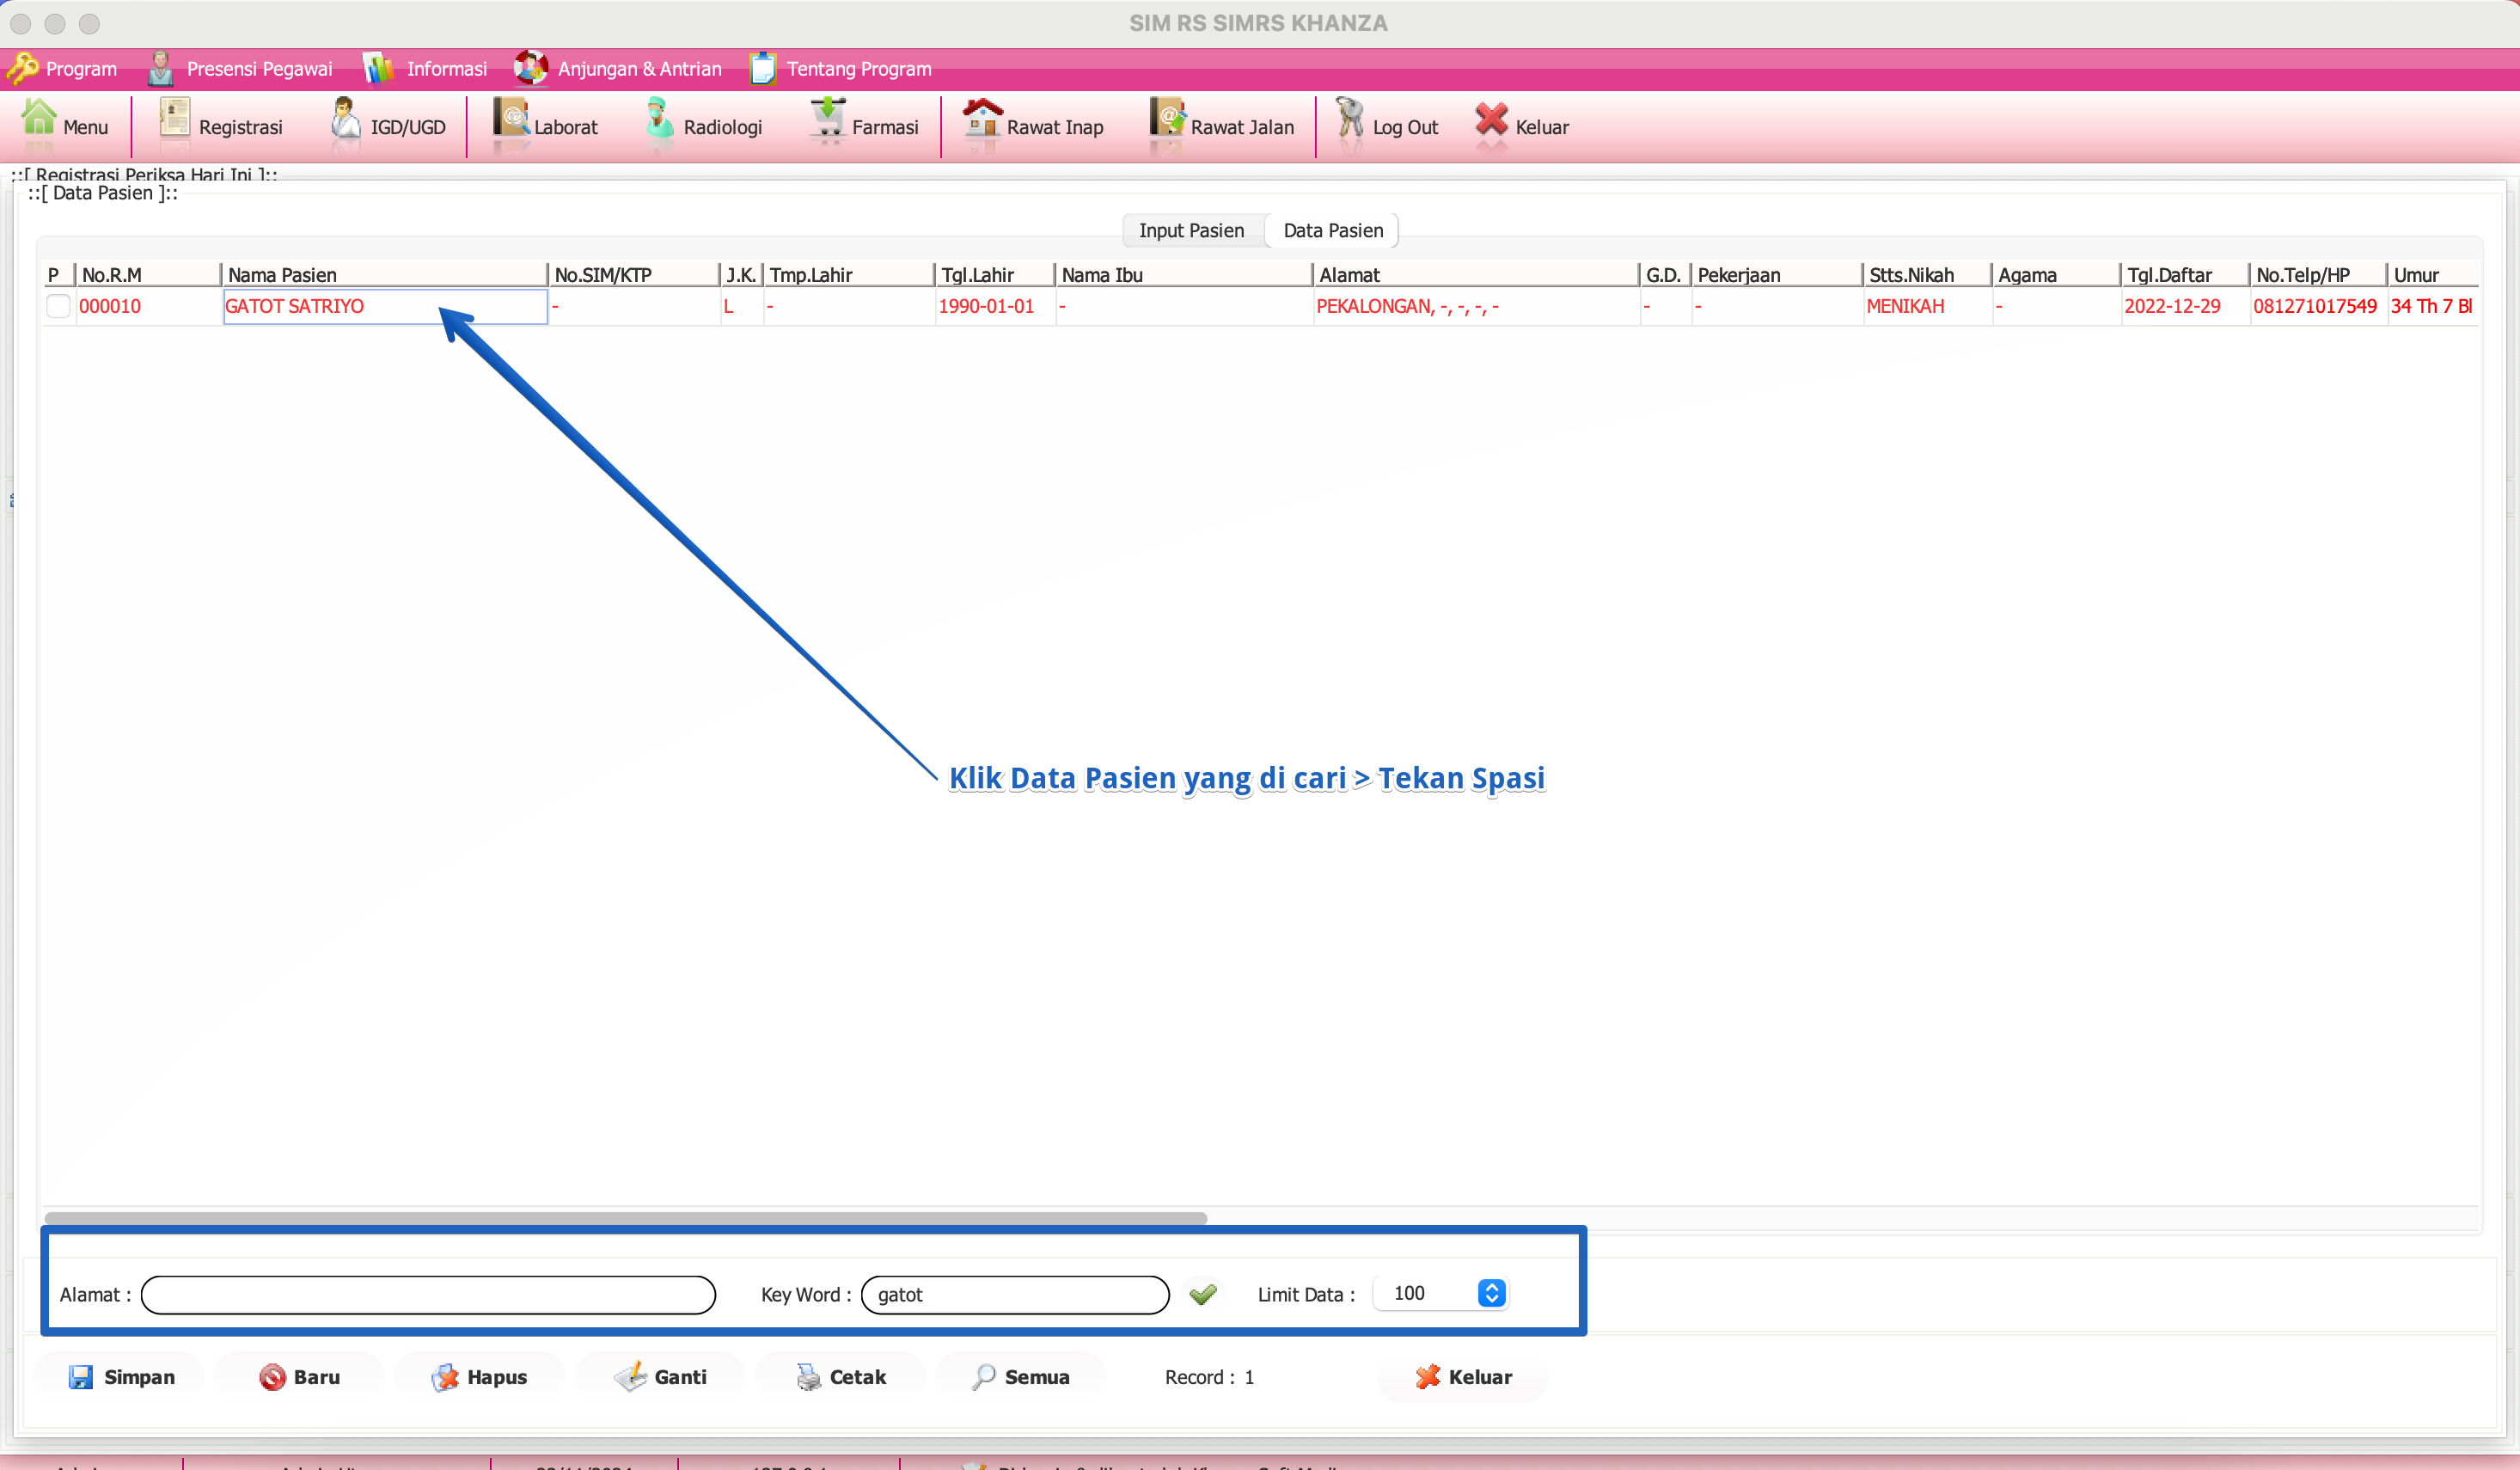 SIM RS SIMRS KHANZA
Program Presensi Pegawai Informasi Anjungan & Antrian Tentang Program
Menu Registrasi IGD/UGD Laborat Radiologi Farmasi Rawat Inap Rawat Jalan Log Out Keluar
::[ Registrasi Periksa Hari Ini ]::
::[ Data Pasien ]::
Input Pasien Data Pasien
P No.R.M Nama Pasien No.SIM/KTP J.K. Tmp.Lahir Tgl.Lahir Nama Ibu Alamat G.D. Pekerjaan Stts.Nikah Agama Tgl.Daftar No.Telp/HP Umur
000010 GATOT SATRIYO - L - 1990-01-01 - PEKALONGAN, -, -, - - - MENIKAH - 2022-12-29 081271017549 34 Th 7 Bl
Klik Data Pasien yang di cari > Tekan Spasi
Alamat : Key Word : gatot Limit Data : 100
Simpan Baru Hapus Ganti Cetak Semua Record : 1 Keluar